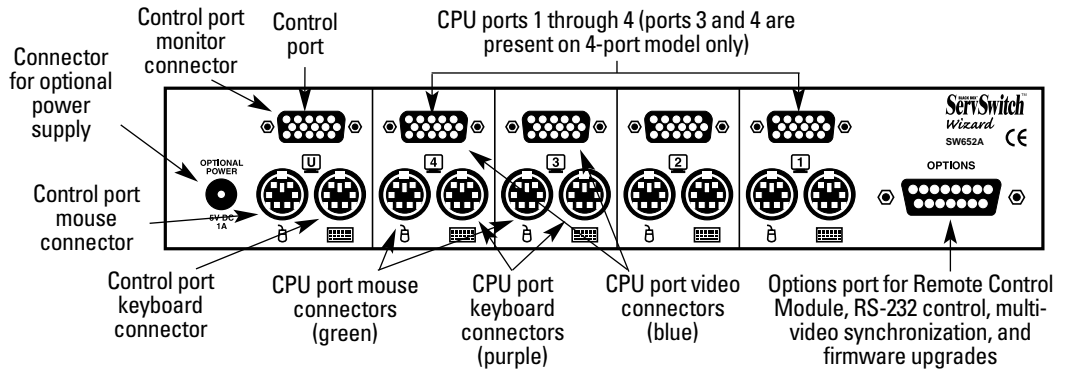 Control port
monitor
connector
Control
port
CPU ports 1 through 4 (ports 3 and 4 are
present on 4-port model only)
Connector
for optional
power
supply
BLACK BOX®
ServSwitch™
Wizard
SW652A
CE
OPTIONAL
POWER
5V DC
1A
U
4
3
2
1
OPTIONS
Control port
mouse
connector
Control port
keyboard
connector
CPU port mouse
connectors
(green)
CPU port
keyboard
connectors
(purple)
CPU port video
connectors
(blue)
Options port for Remote Control
Module, RS-232 control, multi-
video synchronization, and
firmware upgrades